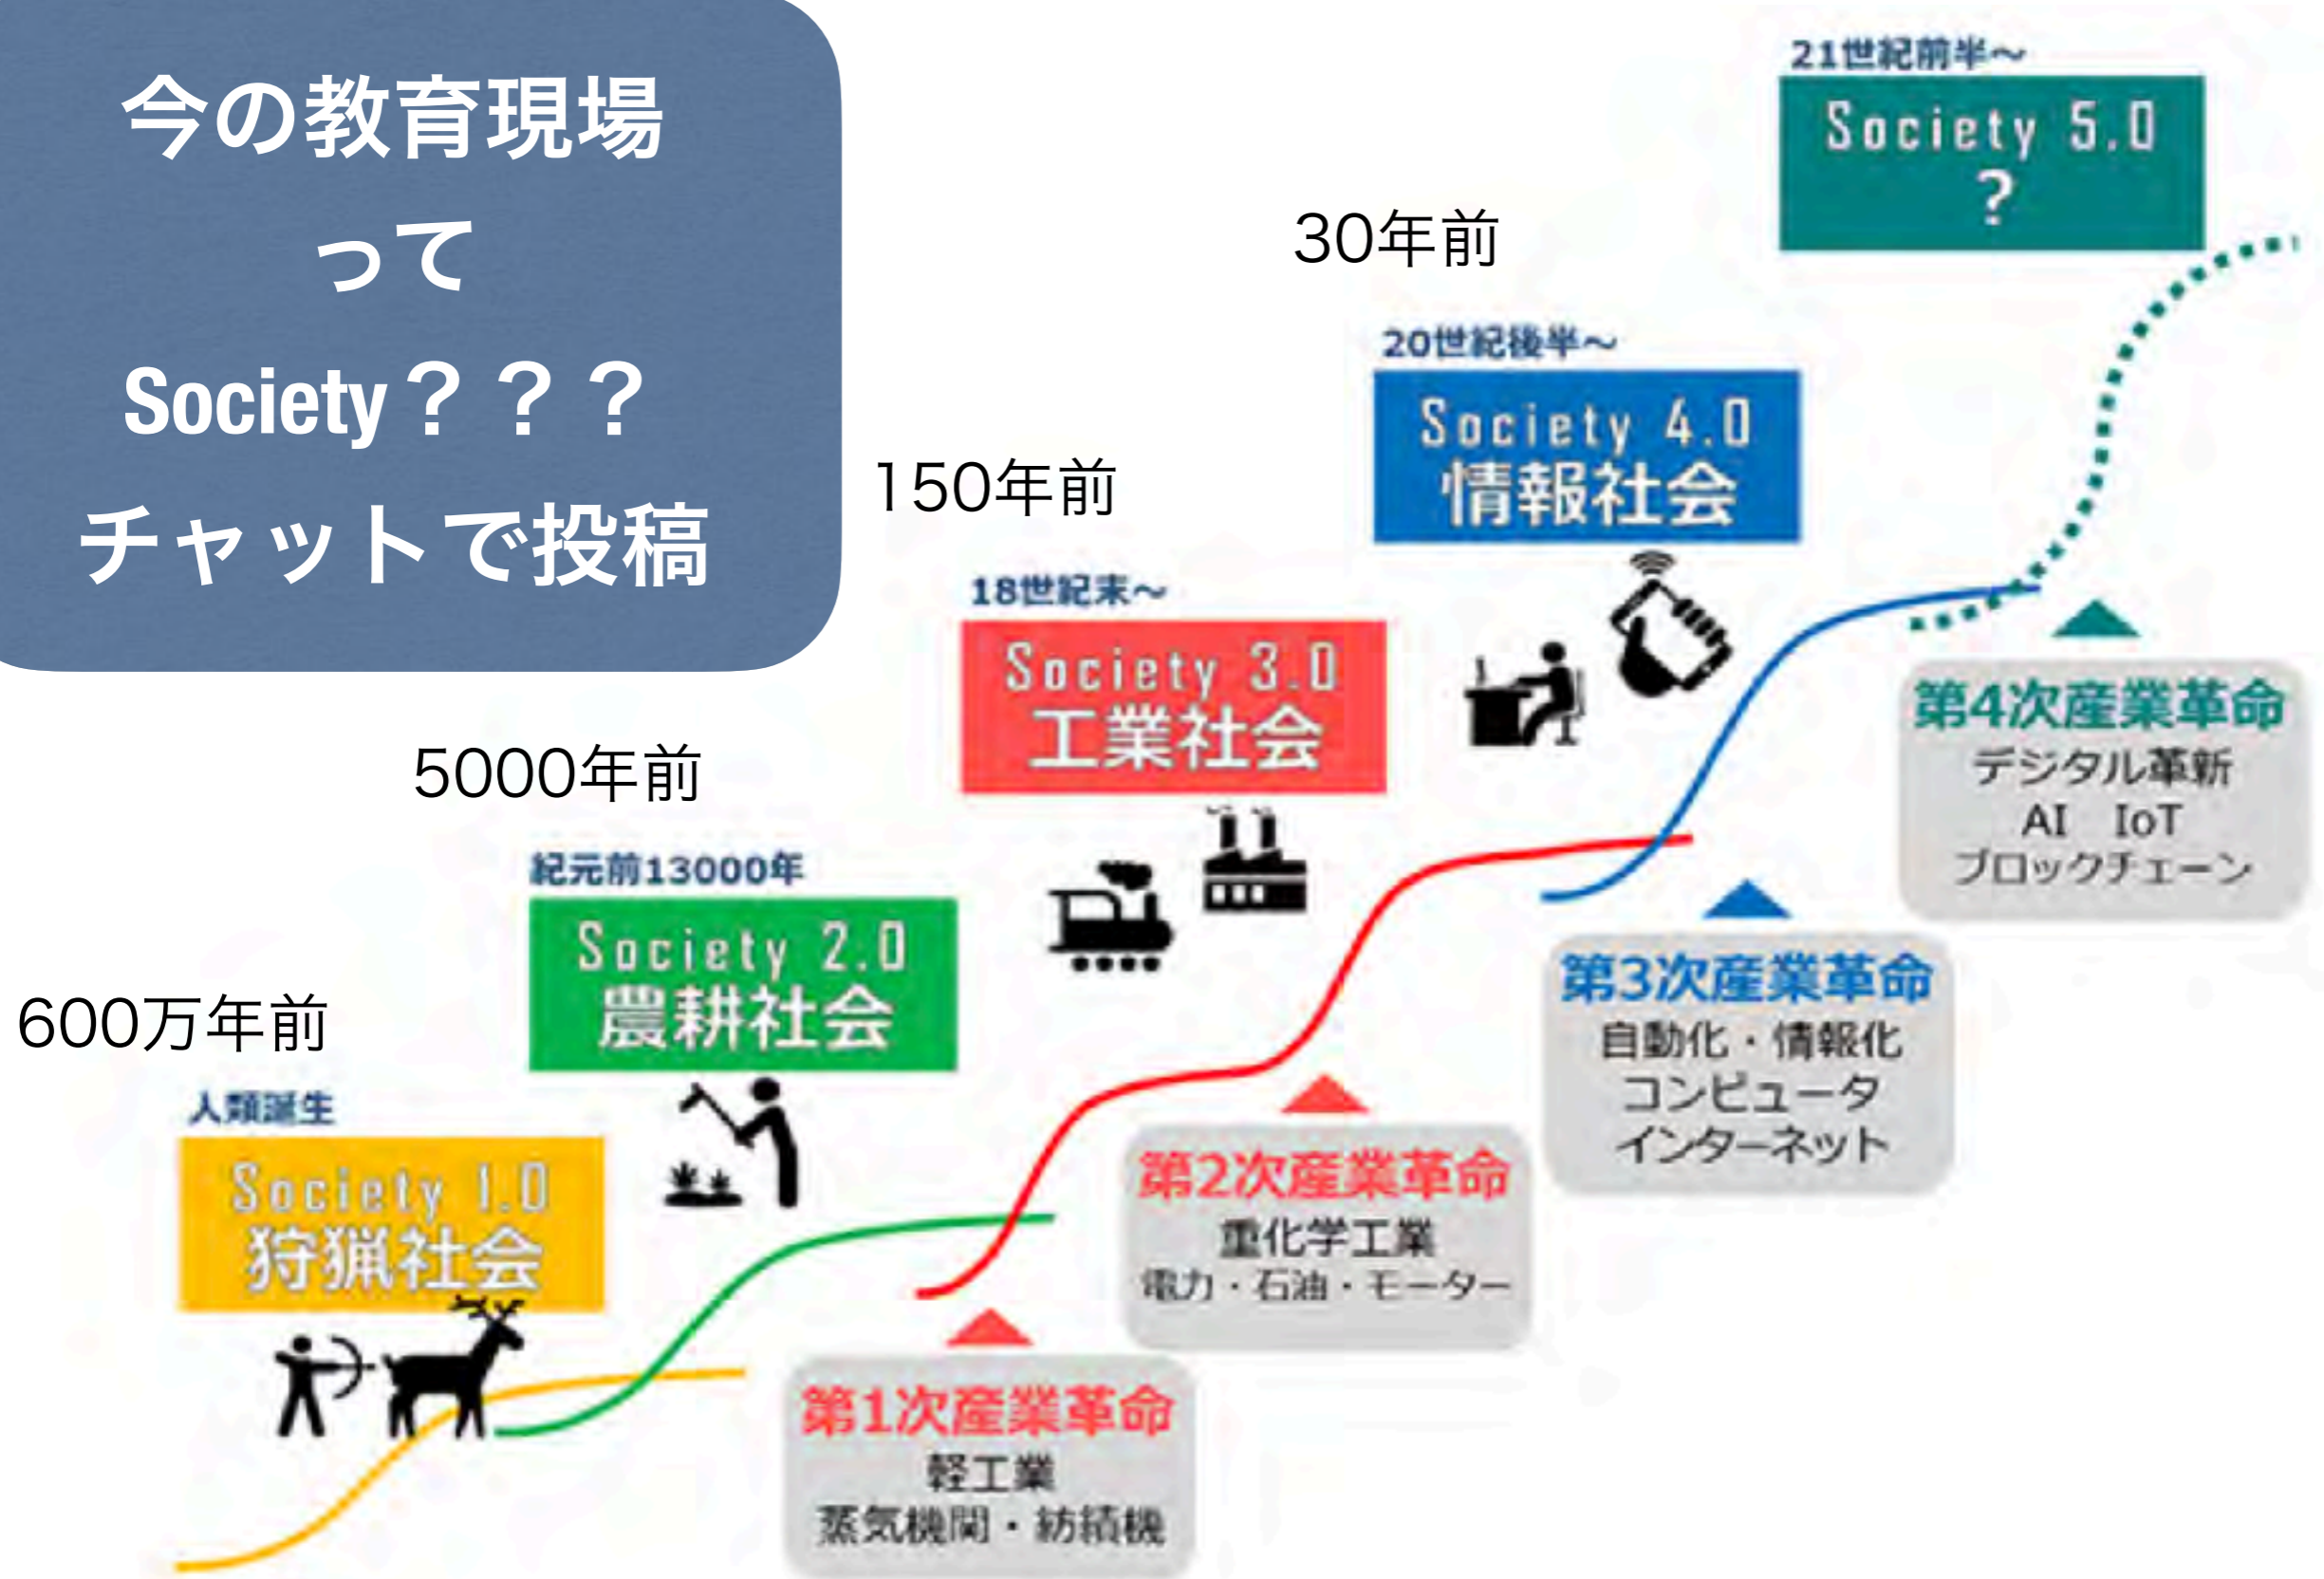 今の教育現場
って
Society？？？
チャットで投稿
21世紀前半～
Society 5.0
?
30年前
20世紀後半～
Society 4.0
情報社会
150年前
18世紀末～
Society 3.0
工業社会
5000年前
紀元前13000年
Society 2.0
農耕社会
600万年前
人類誕生
Society 1.0
狩猟社会
第4次産業革命
デジタル革新
AI IoT
ブロックチェーン
第3次産業革命
自動化・情報化
コンピュータ
インターネット
第2次産業革命
重化学工業
電力・石油・モーター
第1次産業革命
軽工業
蒸気機関・紡績機